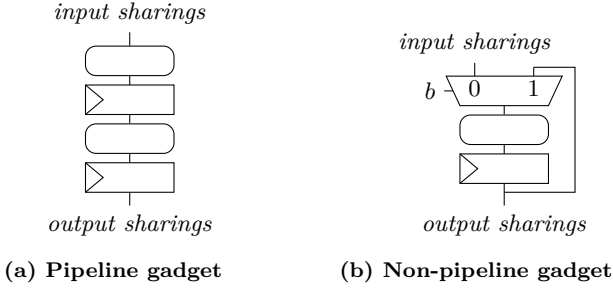 input sharings
output sharings
(a) Pipeline gadget
input sharings
b
0 1
output sharings
(b) Non-pipeline gadget